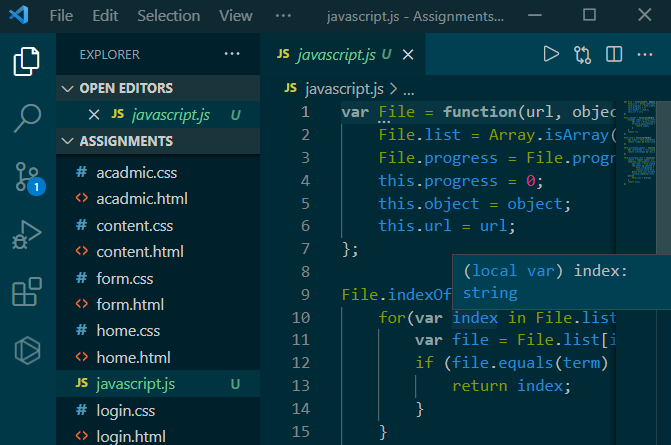 File Edit Selection View ··· javascript.js - Assignments
EXPLORER ···
OPEN EDITORS
JS javascript.js U
ASSIGNMENTS
# acadmic.css
<> acadmic.html
# content.css
<> content.html
# form.css
<> form.html
# home.css
<> home.html
JS javascript.js U
# login.css
<> login.html
1
JS javascript.js U
JS javascript.js > ...
1 var File = function(url, objec
2 File.list = Array.isArray(
3 File.progress = File.progr
4 this.progress = 0;
5 this.object = object;
6 this.url = url;
7 };
8
(local var) index:
string
9 File.indexOf
10 for(var index in File.list
11 var file = File.list[i
12 if (file.equals(term)
13 return index;
14 }
15 }